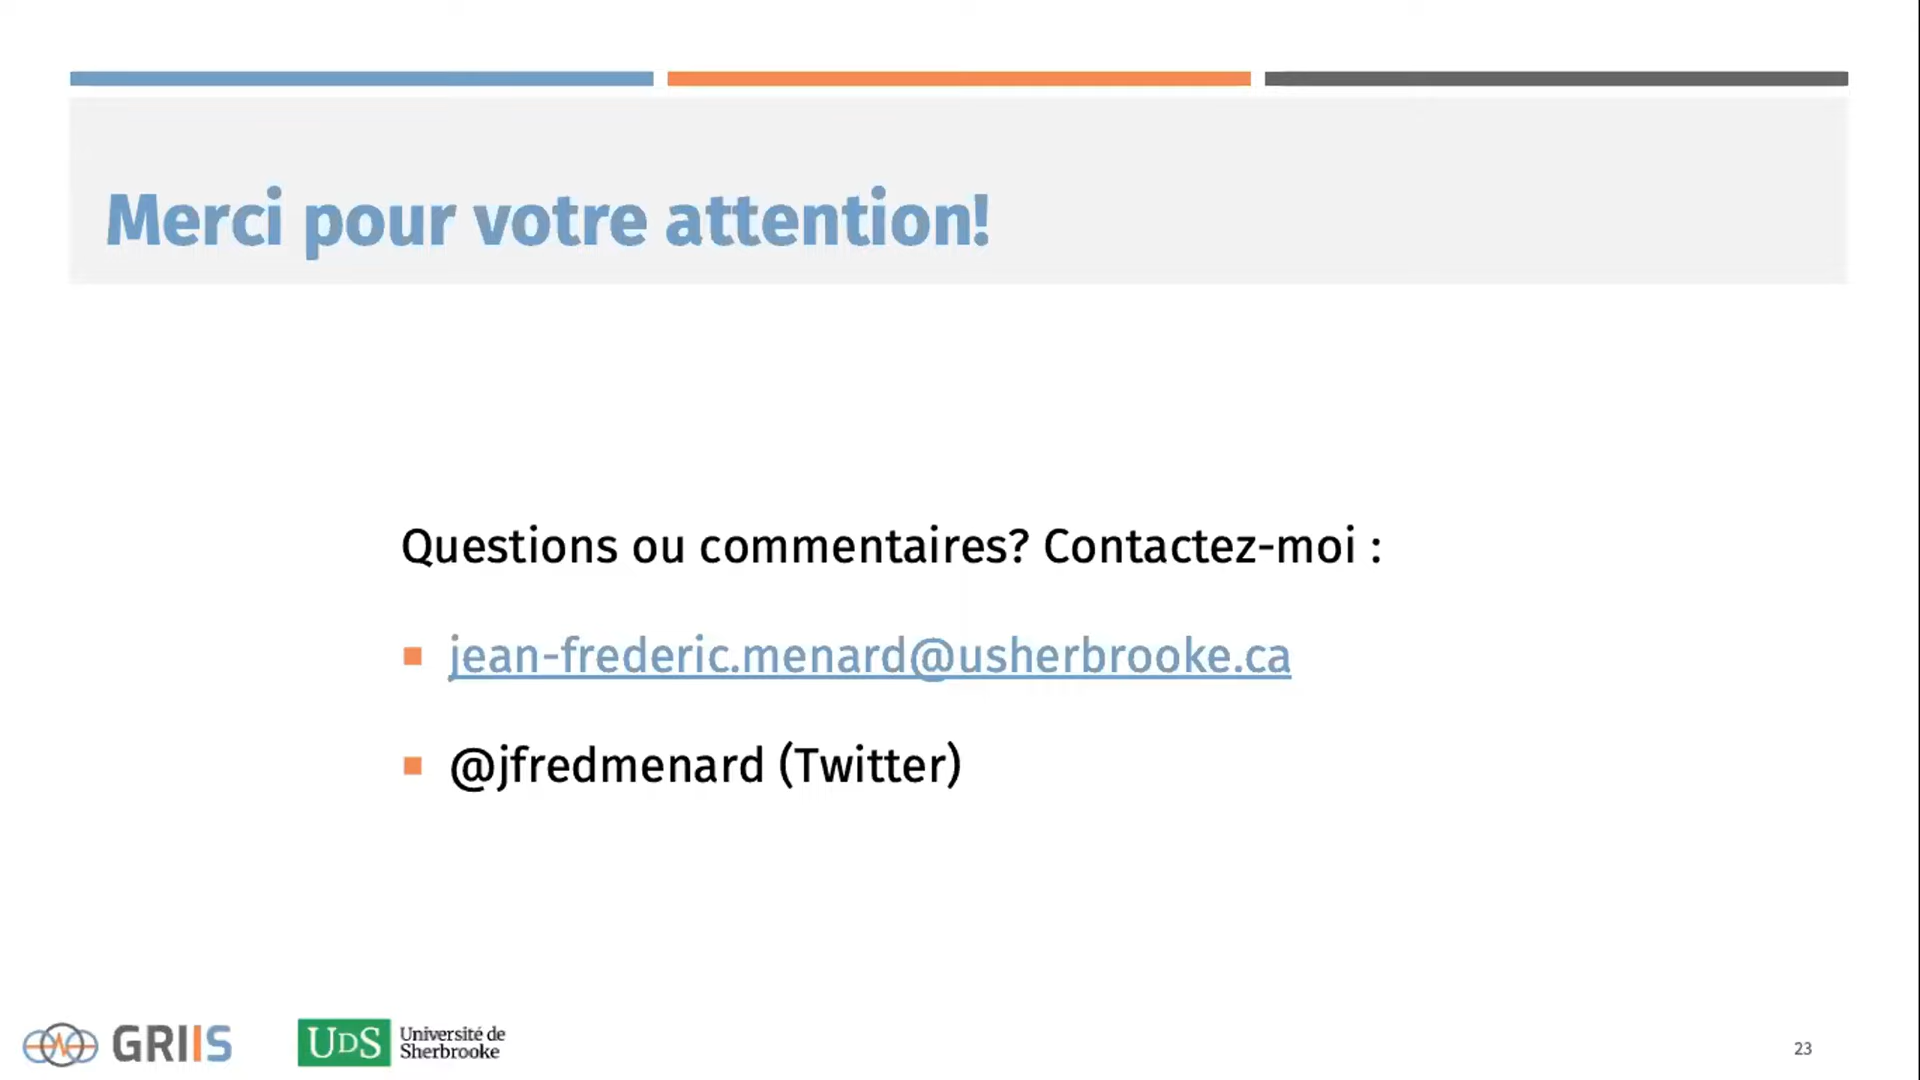 Merci pour votre attention!
Questions ou commentaires? Contactez-moi :
jean-frederic.menard@usherbrooke.ca
@jfredmenard (Twitter)
GRIIS
UDS
Université de
Sherbrooke
23